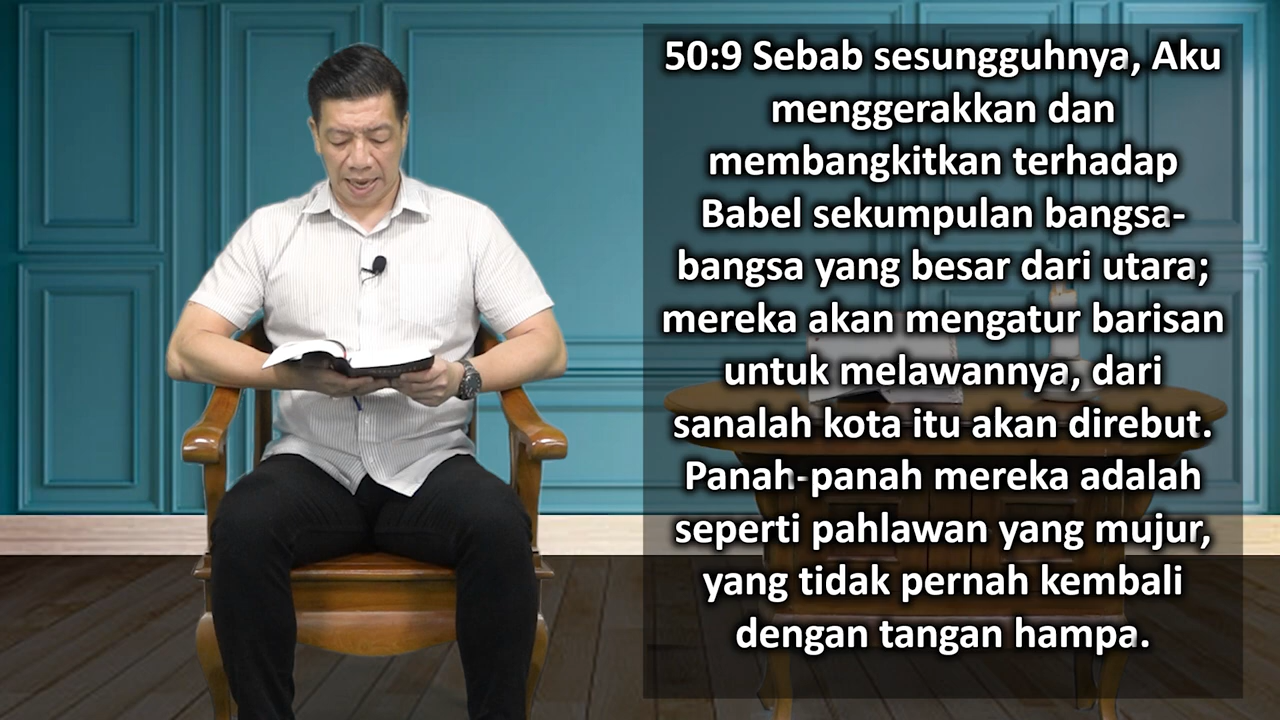 50:9 Sebab sesungguhnya, Aku
menggerakkan dan
membangkitkan terhadap
Babel sekumpulan bangsa-
bangsa yang besar dari utara;
mereka akan mengatur barisan
untuk melawannya, dari
sanalah kota itu akan direbut.
Panah-panah mereka adalah
seperti pahlawan yang mujur,
yang tidak pernah kembali
dengan tangan hampa.